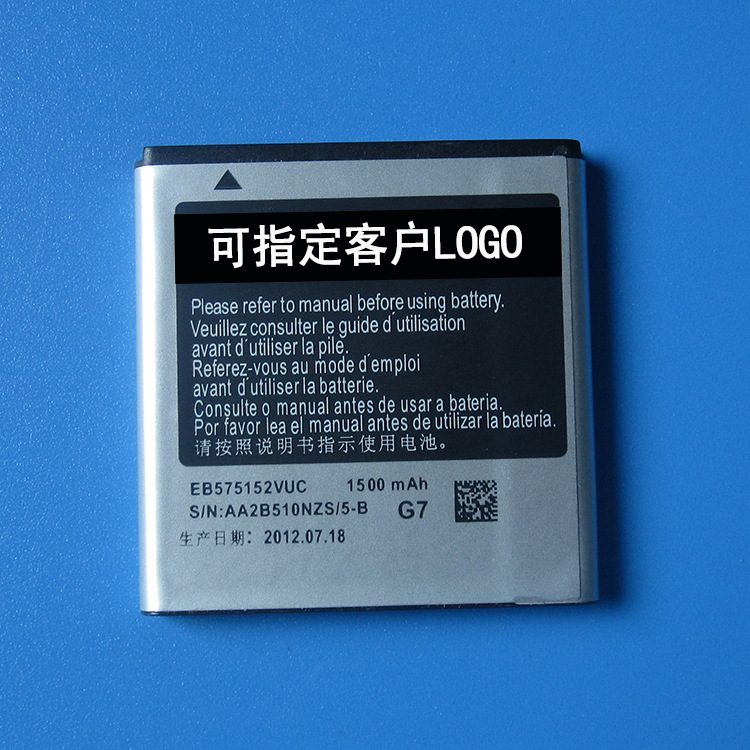 可指定客户LOGO
Please refer to manual before using battery.
Veuillez consulter le guide d´utilisation
avant d´utiliser la pile.
Referez-vous au mode d´emploi
avant d´utiliser la batterie.
Consulte o manual antes de usar a bateria.
Por favor lea el manual antes de utilizar la batería.
请按照说明书指示使用电池。
EB575152VUC 1500 mAh
S/N:AA2B510NZS/5-B G7
生产日期：2012.07.18